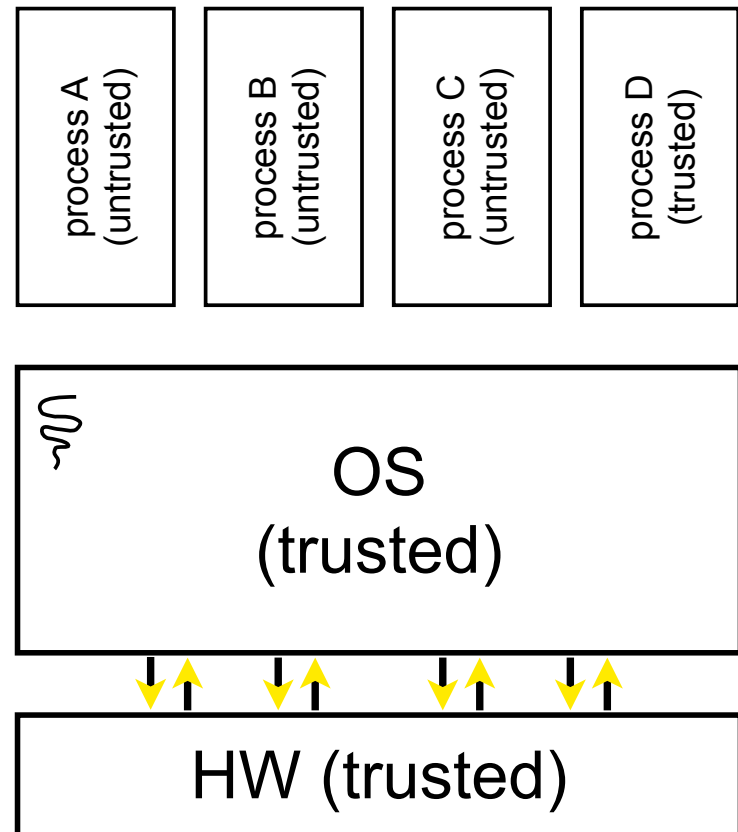 process A
(untrusted)
process B
(untrusted)
process C
(untrusted)
process D
(trusted)
OS
(trusted)
HW (trusted)